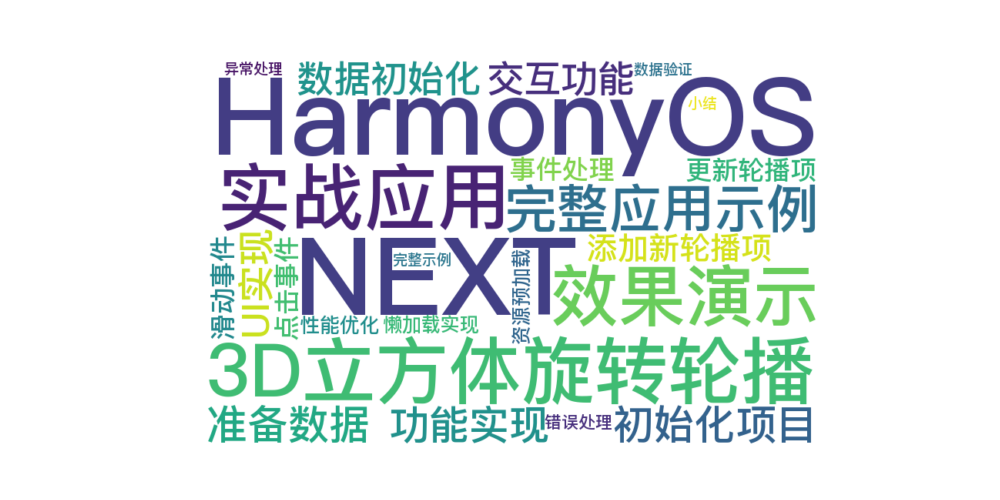 异常处理
数据初始化
交互功能
数据验证
HarmonyOS
小结
实战应用
事件处理
更新轮播项
完整应用示例
滑动事件
UI实现
点击事件
NEXT
完整示例
资源预加载
添加新轮播项
效果演示
性能优化
懒加载实现
3D立方体旋转轮播
准备数据
功能实现
错误处理
初始化项目